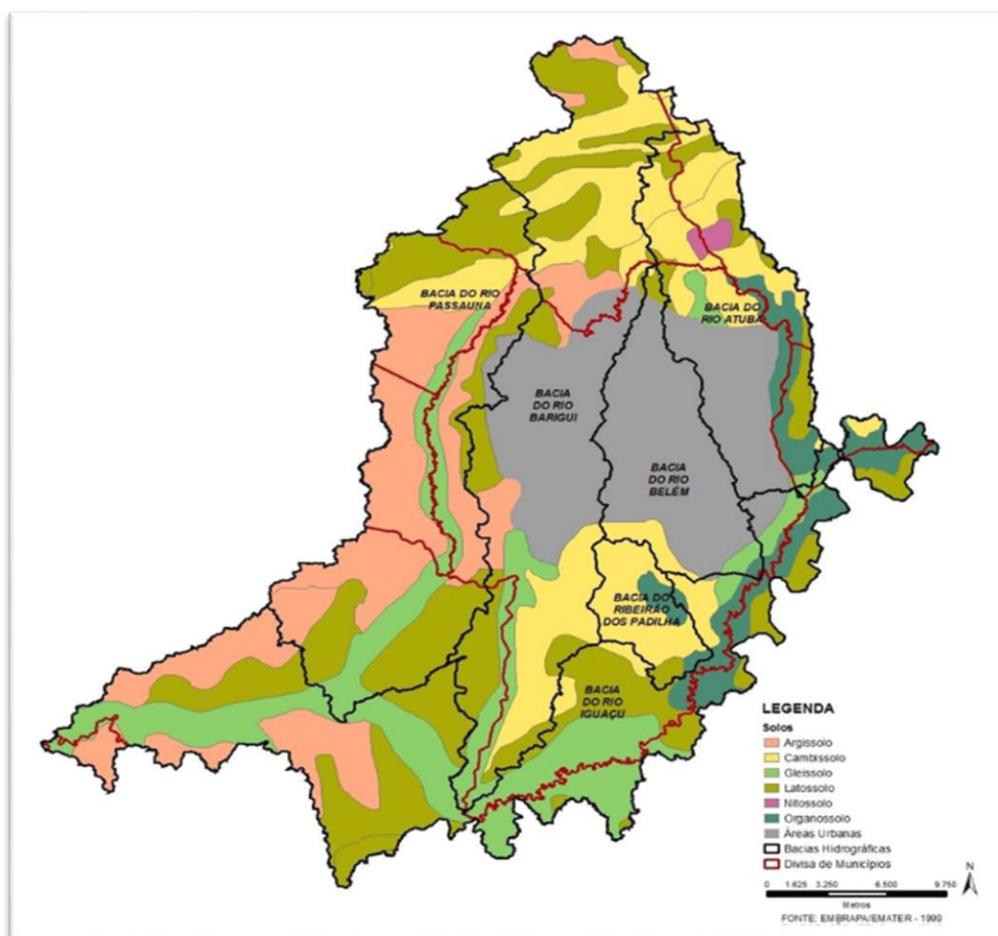 BACIA DO RIO
PASSAUNA
BACIA DO
RIO ATUBA
BACIA
DO RIO
BARIGUI
BACIA
DO RIO
BELÉM
BACIA DO
RIBEIRÃO
DOS PADILHA
BACIA
DO RIO
IGUAÇU
LEGENDA
Solos
Argissolo
Cambissolo
Gleissolo
Latossolo
Nitossolo
Organossolo
Áreas Urbanas
Bacias Hidrográficas
Divisa de Municípios
N
0 1.625 3.250 6.500 9.750
Metros
FONTE: EMBRAPA/EMATER - 1999